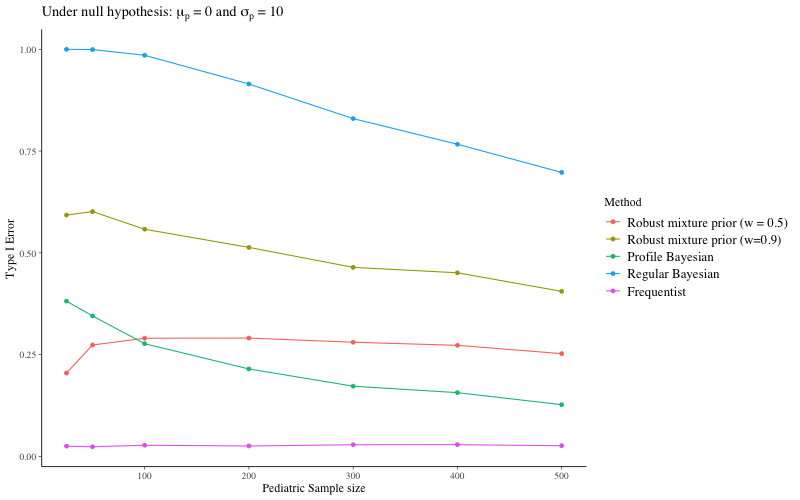 Under null hypothesis: μp = 0 and σp = 10
1.00
0.75
0.50
0.25
0.00
Type I Error
100
200
300
400
500
Pediatric Sample size
Method
Robust mixture prior (w = 0.5)
Robust mixture prior (w=0.9)
Profile Bayesian
Regular Bayesian
Frequentist